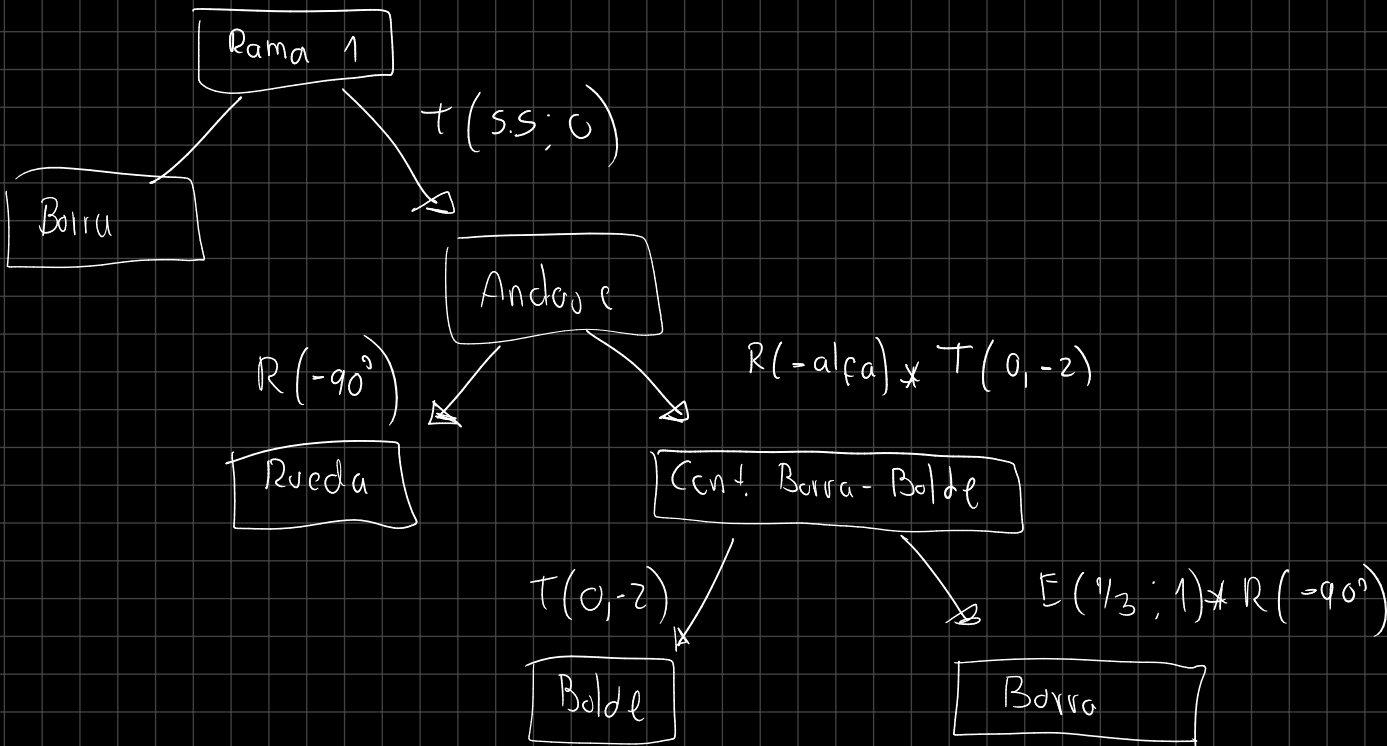 Rama 1
T(5.5; 0)
Barra
Andar e
R(-90°)
R(-alfa) * T(0,-2)
Rueda
Cont. Barra - Balde
T(0,-2)
E(1/3; 1) * R(-90°)
Balde
Barra